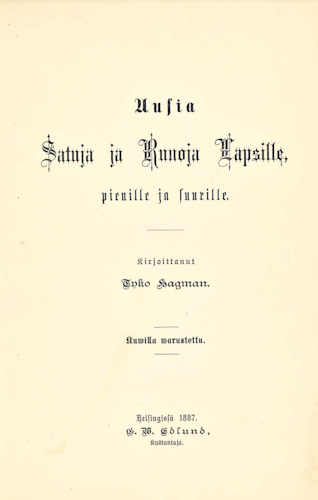 Uusia
Satuja ja Runoja Lapsille,
pienille ja suurille.
Kirjoittanut
Tyko Hagman.
Kuwilla warustettu.
Helsingissä 1887.
G. W. Edlund,
Kustantaja.